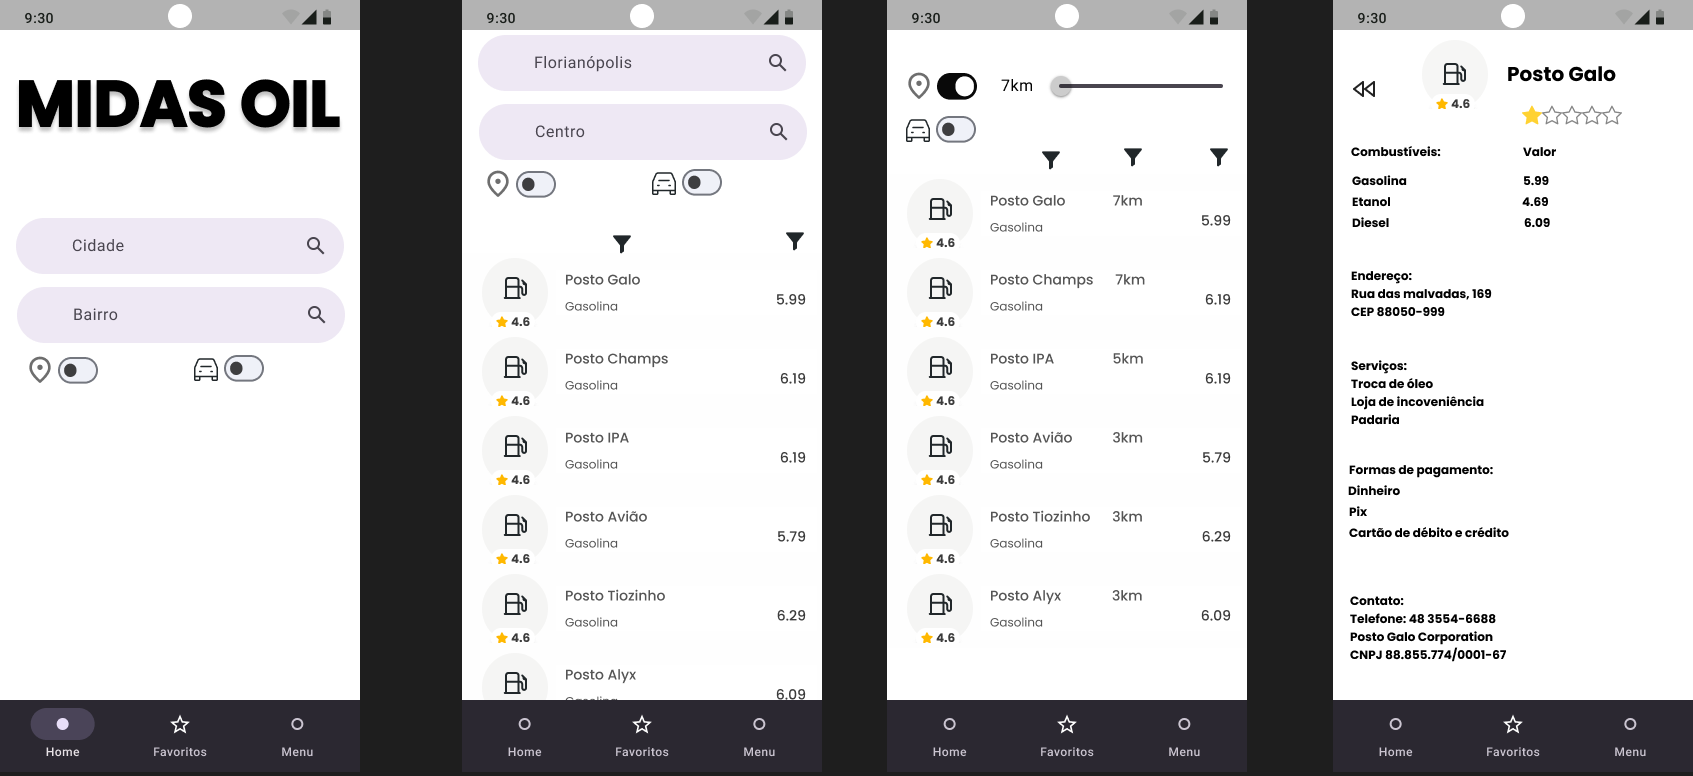 9:30
MIDAS OIL
Cidade
Bairro
Home
Favoritos
Menu
9:30
Florianópolis
Centro
Posto Galo
Gasolina
5.99
4.6
Posto Champs
Gasolina
6.19
4.6
Posto IPA
Gasolina
6.19
4.6
Posto Avião
Gasolina
5.79
4.6
Posto Tiozinho
Gasolina
6.29
4.6
Posto Alyx
Gasolina
6.09
Home
Favoritos
Menu
9:30
7km
Posto Galo 7km
Gasolina
5.99
4.6
Posto Champs 7km
Gasolina
6.19
4.6
Posto IPA 5km
Gasolina
6.19
4.6
Posto Avião 3km
Gasolina
5.79
4.6
Posto Tiozinho 3km
Gasolina
6.29
4.6
Posto Alyx 3km
Gasolina
6.09
4.6
Home
Favoritos
Menu
9:30
Posto Galo
4.6
Combustíveis: Valor
Gasolina 5.99
Etanol 4.69
Diesel 6.09
Endereço:
Rua das malvadas, 169
CEP 88050-999
Serviços:
Troca de óleo
Loja de incoveniência
Padaria
Formas de pagamento:
Dinheiro
Pix
Cartão de débito e crédito
Contato:
Telefone: 48 3554-6688
Posto Galo Corporation
CNPJ 88.855.774/0001-67
Home
Favoritos
Menu